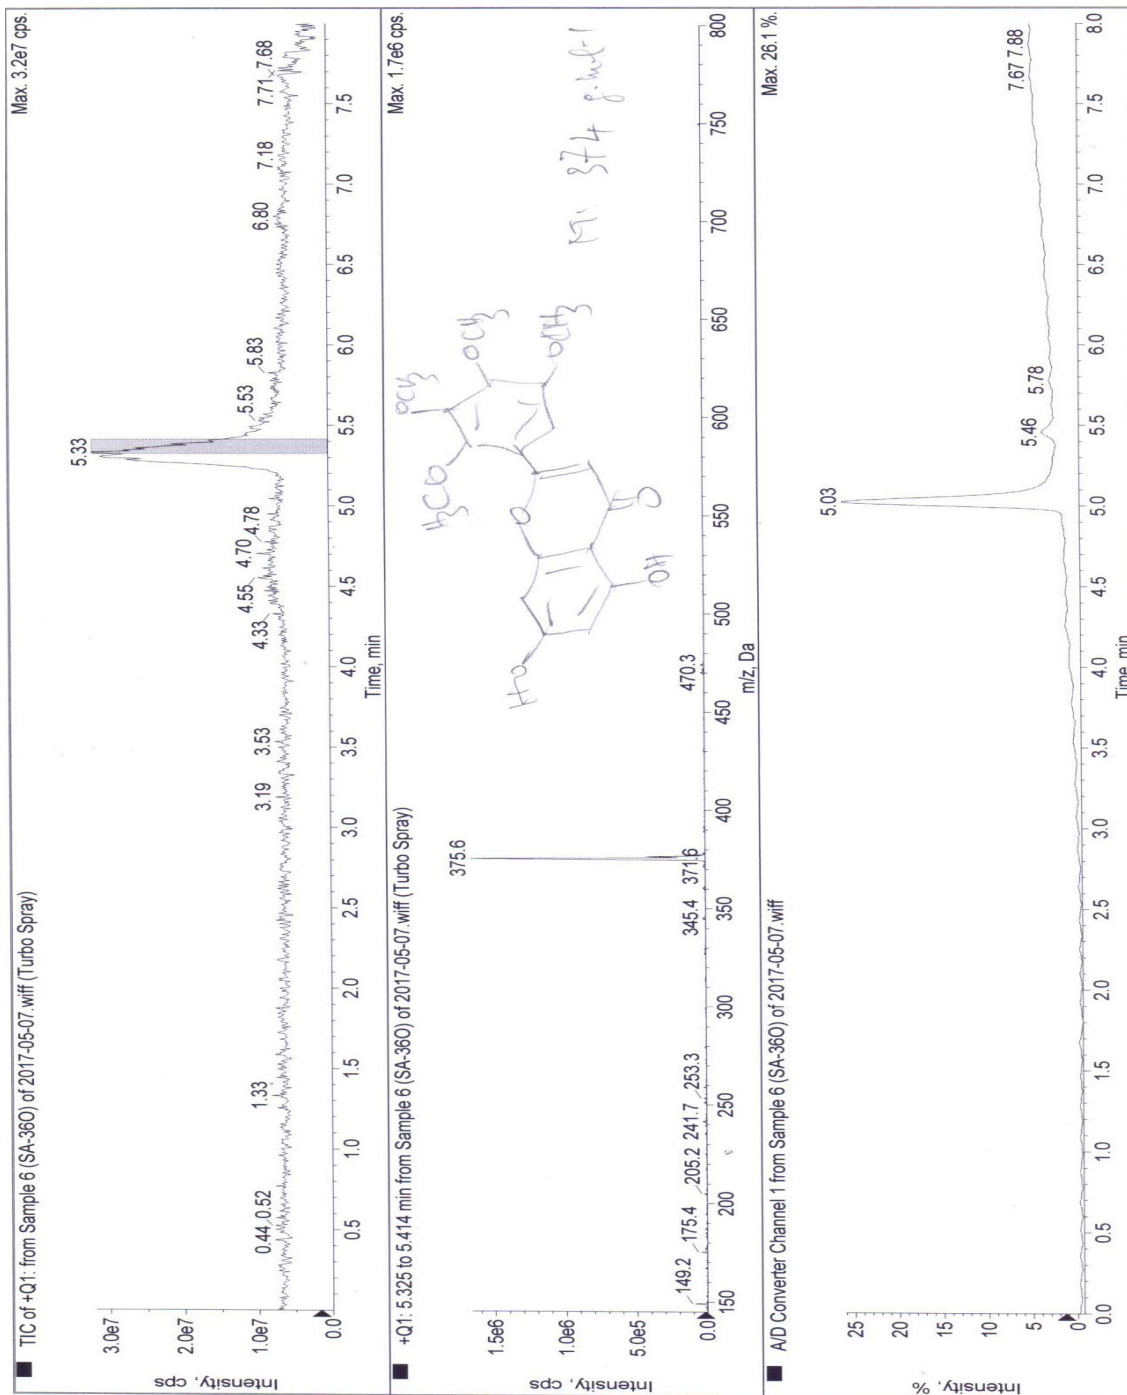 TIC of +Q1: from Sample 6 (SA-36O) of 2017-05-07.wiff (Turbo Spray)
Max. 3.2e7 cps.
Intensity, cps
3.0e7
2.0e7
1.0e7
0.0
5.33
0.44 0.52
1.33
3.19
3.53
4.33
4.55
4.70
4.78
5.53
5.83
6.80
7.18
7.71 7.68
0.5 1.0 1.5 2.0 2.5 3.0 3.5 4.0 4.5 5.0 5.5 6.0 6.5 7.0 7.5
Time, min
+Q1: 5.325 to 5.414 min from Sample 6 (SA-36O) of 2017-05-07.wiff (Turbo Spray)
Max. 1.7e6 cps.
Intensity, cps
1.5e6
1.0e6
5.0e5
0.0
375.6
149.2
175.4
205.2
241.7
253.3
345.4
371.6
470.3
HO
OH
O
O
H3CO
OCH3
OCH3
OCH3
374 g.mol-1
150 200 250 300 350 400 450 500 550 600 650 700 750 800
m/z, Da
A/D Converter Channel 1 from Sample 6 (SA-36O) of 2017-05-07.wiff
Max. 26.1 %.
Intensity, %
25
20
15
10
5
0
5.03
5.46
5.78
7.67 7.88
0.0 0.5 1.0 1.5 2.0 2.5 3.0 3.5 4.0 4.5 5.0 5.5 6.0 6.5 7.0 7.5 8.0
Time, min